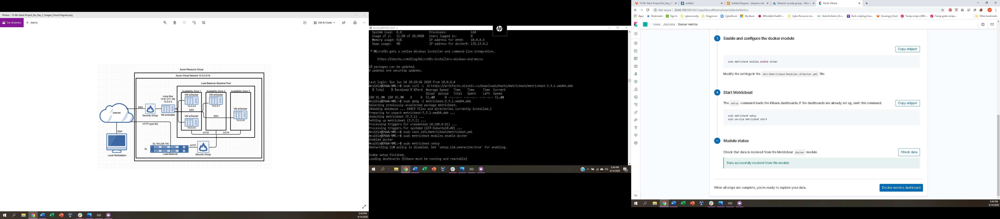 Photos - 13-Elk-Stack-Project_Stu_Day_1_Images_Cloud-Diagram.png
See all photos
Add to
Edit & Create
Azure Resource Group
Azure Virtual Network 10.0.0.0/16
Load Balancer Backend Pool
Availability Zone 1
Availability Zone 2
Availability Zone 3
VM w/Docker
10.0.0.5
VM w/Docker
10.0.0.7
VM w/Docker
10.0.0.8
VM w/Docker
10.0.0.6
Jump Box
13.67.211.160
10.0.0.4
VM w/Ansible
SSH
SSH
SSH
Internet
Security Group
HTTP (port 80)
SSH
HTTP
HTTP
Local Workstation
2u
52.154.238.145
Load Balancer
HTTP
Security Group
3:36 PM
6/14/2020
Ansible@DVWA-VM1: ~
hp
System load: 0.0 Processes: 124
Usage of /: 11.6% of 28.90GB Users logged in: 0
Memory usage: 61% IP address for eth0: 10.0.0.5
Swap usage: 0% IP address for docker0: 172.17.0.1
* MicroK8s gets a native Windows installer and command-line integration.
https://ubuntu.com/blog/microk8s-installers-windows-and-macos
18 packages can be updated.
0 updates are security updates.
Last login: Sun Jun 14 18:29:42 2020 from 10.0.0.4
Ansible@DVWA-VM1:~$ sudo curl -L -O https://artifacts.elastic.co/downloads/beats/metricbeat/metricbeat-7.7.1-amd64.deb
% Total % Received % Xferd Average Speed Time Time Time Current
Dload Upload Total Spent Left Speed
100 35.7M 100 35.7M 0 0 51.4M 0 --:--:-- --:--:-- --:--:-- 51.4M
Ansible@DVWA-VM1:~$ sudo dpkg -i metricbeat-7.7.1-amd64.deb
Selecting previously unselected package metricbeat.
(Reading database ... 93057 files and directories currently installed.)
Preparing to unpack metricbeat-7.7.1-amd64.deb ...
Unpacking metricbeat (7.7.1) ...
Setting up metricbeat (7.7.1) ...
Processing triggers for ureadahead (0.100.0-21) ...
Processing triggers for systemd (237-3ubuntu10.40) ...
Ansible@DVWA-VM1:~$ sudo nano /etc/metricbeat/metricbeat.yml
Ansible@DVWA-VM1:~$ sudo metricbeat modules enable docker
Enabled docker
Ansible@DVWA-VM1:~$ sudo metricbeat setup
Overwriting ILM policy is disabled. Set `setup.ilm.overwrite:true` for enabling.
Index setup finished.
Loading dashboards (Kibana must be running and reachable)
3:36 PM
6/14/2020
13-Elk-Stack-Project/Stu_Day_1/
untitled
Untitled Diagram - diagrams.net
Network security groups - Micro
Elastic Kibana
Not secure | 20.42.100.101:5601/app/kibana#/home/tutorial/dockerMetrics
Apps
Bookmarks
Sign In
cybersecurity
Dragoncon
CyberZoom
My Azure
Affordable Health I...
Cyber Resources to...
GeeksforGeeks | A c...
Bash scripting chea...
Scavenger_Hunt
Turnip recipes | BBC...
Turnip gratin recipe...
Other bookmarks
D
Home / Add data / Docker metrics
3 Enable and configure the docker module
Copy snippet
sudo metricbeat modules enable docker
Modify the settings in the /etc/metricbeat/modules.d/docker.yml file.
4 Start Metricbeat
The setup command loads the Kibana dashboards. If the dashboards are already set up, omit this command.
Copy snippet
sudo metricbeat setup
sudo service metricbeat start
Module status
Check that data is received from the Metricbeat docker module
Check data
Data successfully received from this module
When all steps are complete, you're ready to explore your data.
Docker metrics dashboard
3:36 PM
6/14/2020